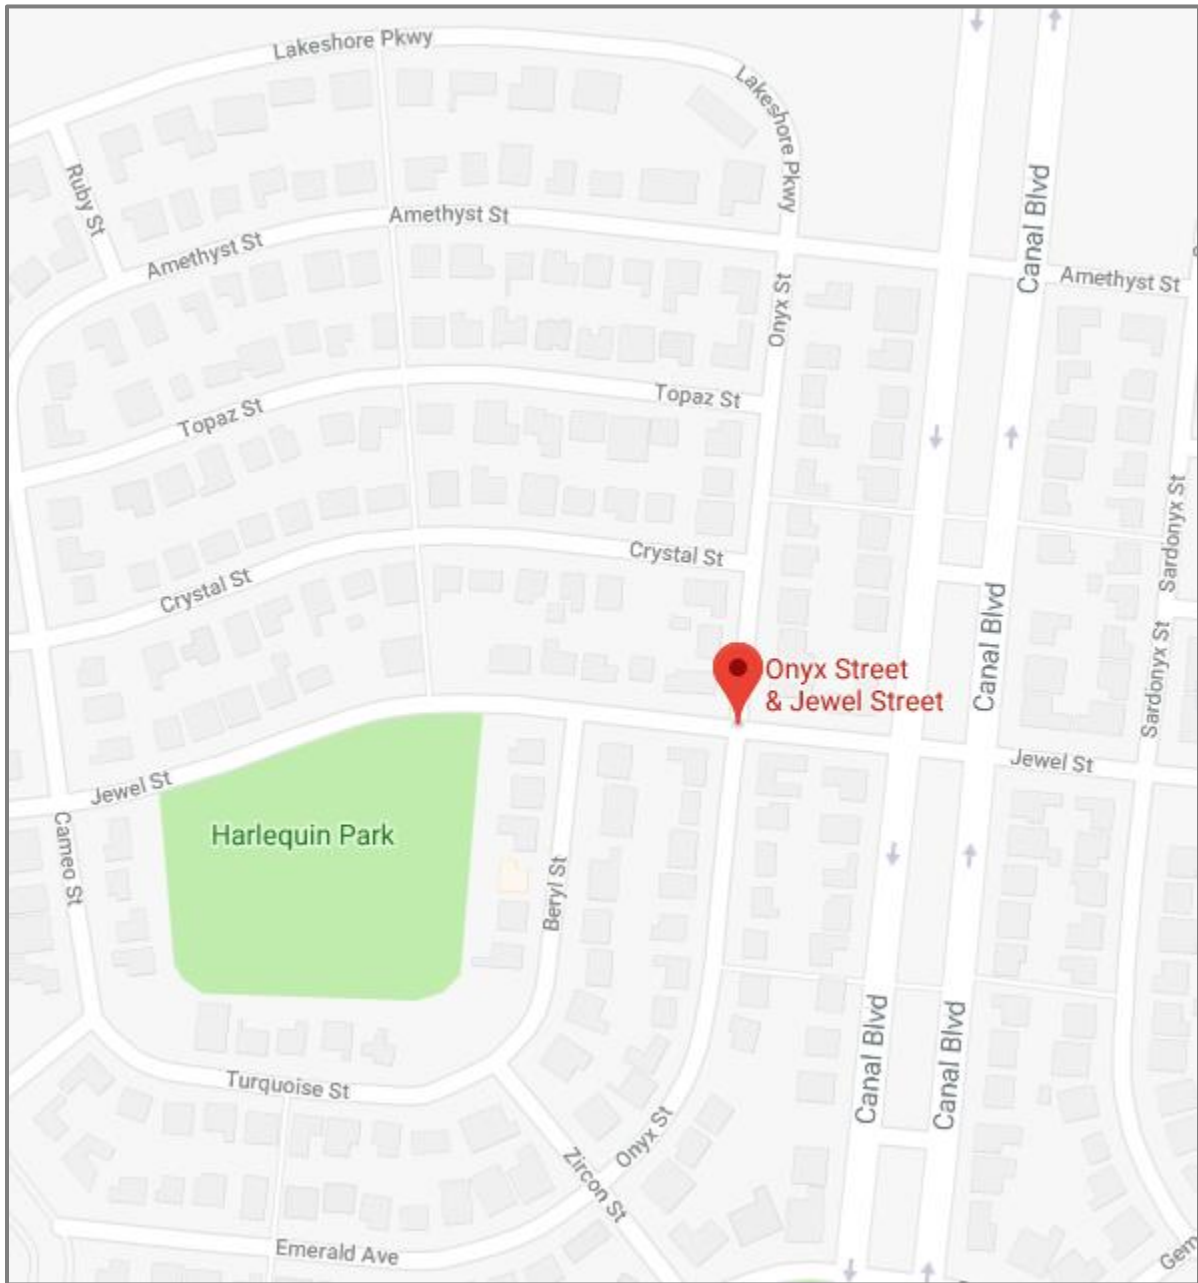 Lakeshore Pkwy
Lakeshore Pkwy
Ruby St
Canal Blvd
Amethyst St
Amethyst St
Amethyst St
Onyx St
Topaz St
Topaz St
Sardonyx St
Crystal St
Crystal St
Canal Blvd
Sardonyx St
Onyx Street
& Jewel Street
Jewel St
Jewel St
Harlequin Park
Cameo St
Beryl St
Canal Blvd
Canal Blvd
Turquoise St
Onyx St
Zircon St
Emerald Ave
Gem